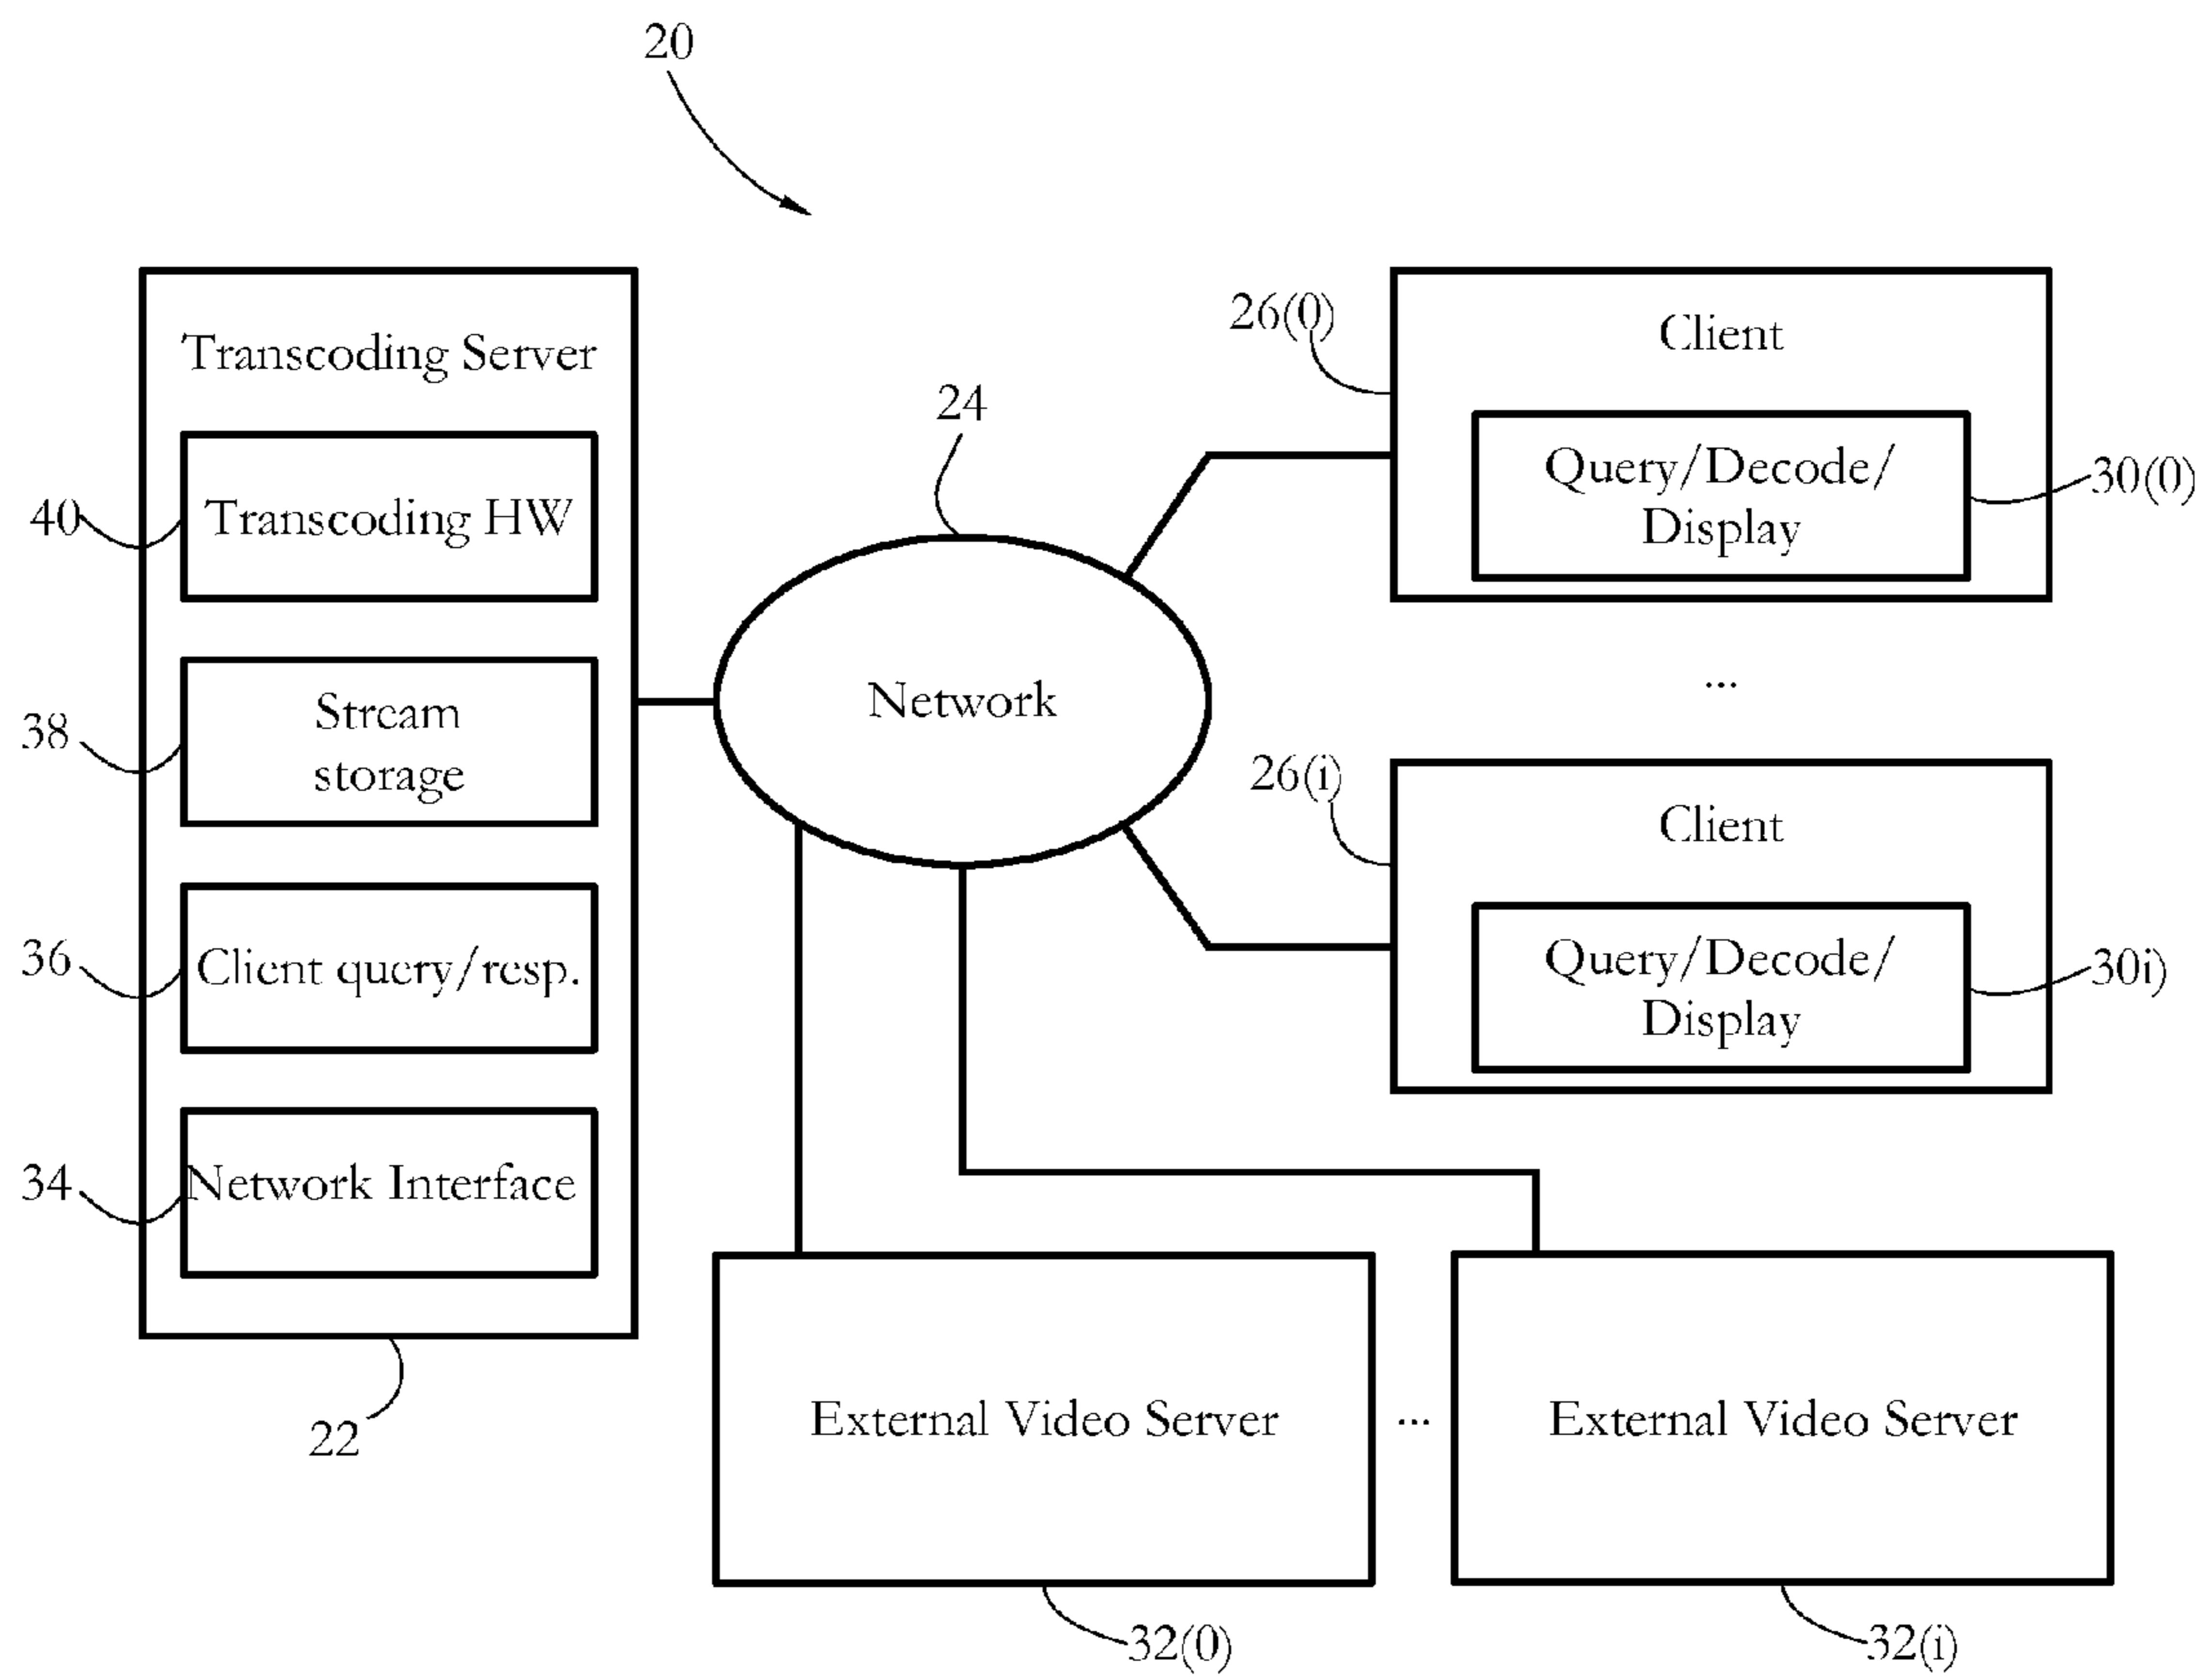 20
Transcoding Server
40
Transcoding HW
38
Stream
storage
36
Client query/resp.
34
Network Interface
22
24
Network
26(0)
Client
Query/Decode/
Display
30(0)
...
26(i)
Client
Query/Decode/
Display
30i)
External Video Server
...
External Video Server
32(0)
32(i)